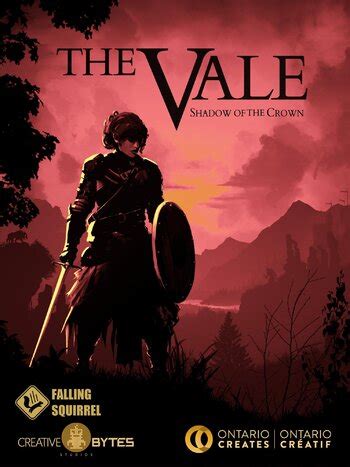 THE VALE
SHADOW OF THE CROWN
FALLING
SQUIRREL
CREATIVE BYTES
STUDIOS
ONTARIO
CREATES
ONTARIO
CRÉATIF